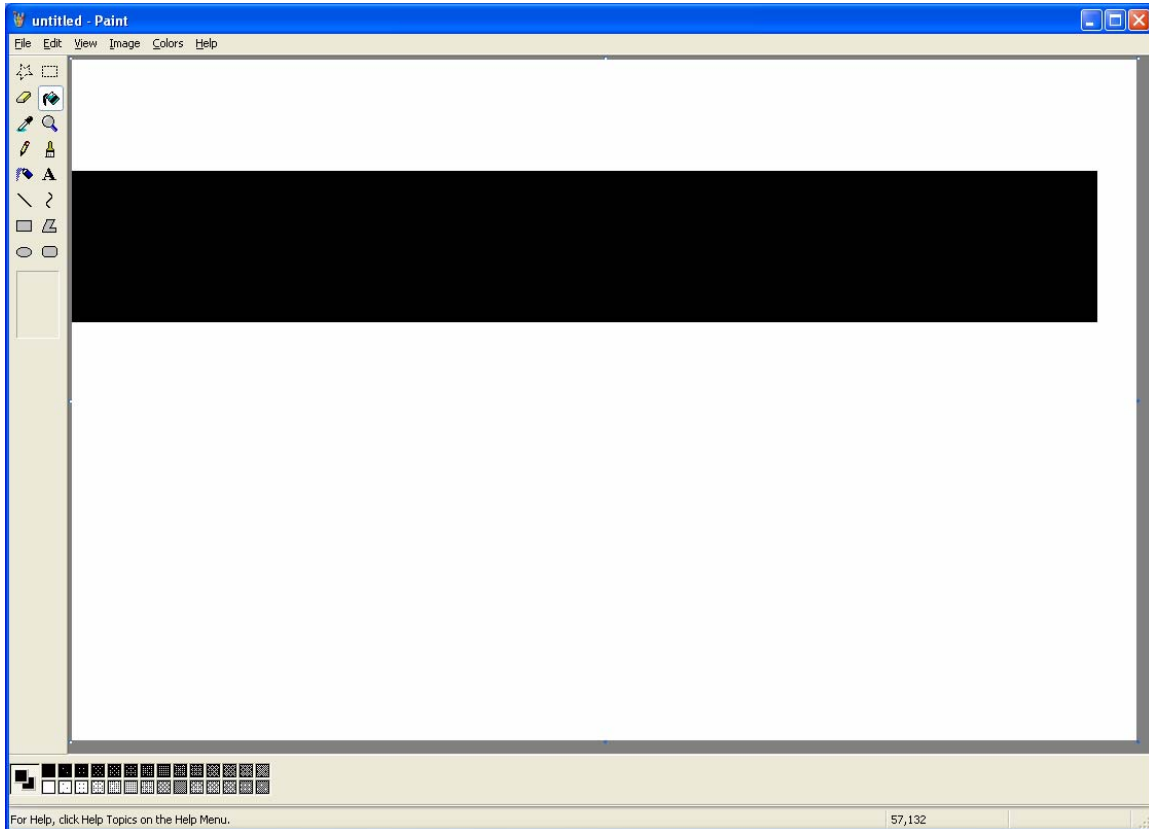 untitled - Paint
File Edit View Image Colors Help
A
For Help, click Help Topics on the Help Menu.
57,132